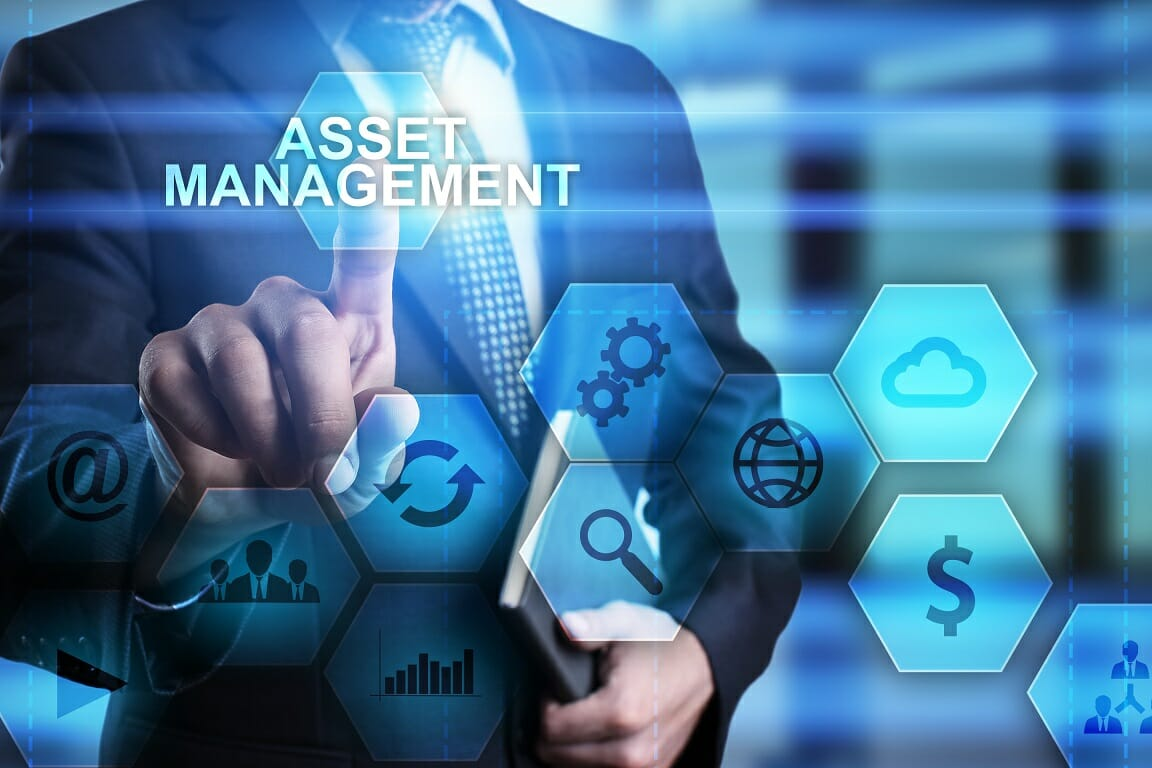 ASSET
MANAGEMENT
@
$